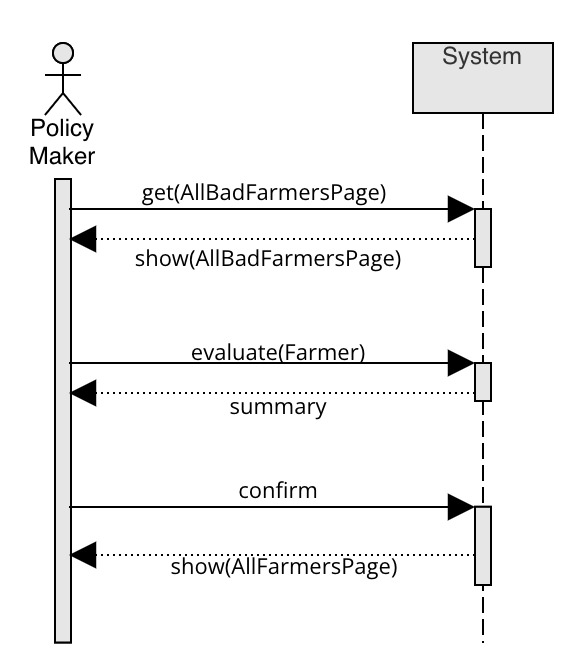 System
Policy
Maker
get(AllBadFarmersPage)
show(AllBadFarmersPage)
evaluate(Farmer)
summary
confirm
show(AllFarmersPage)